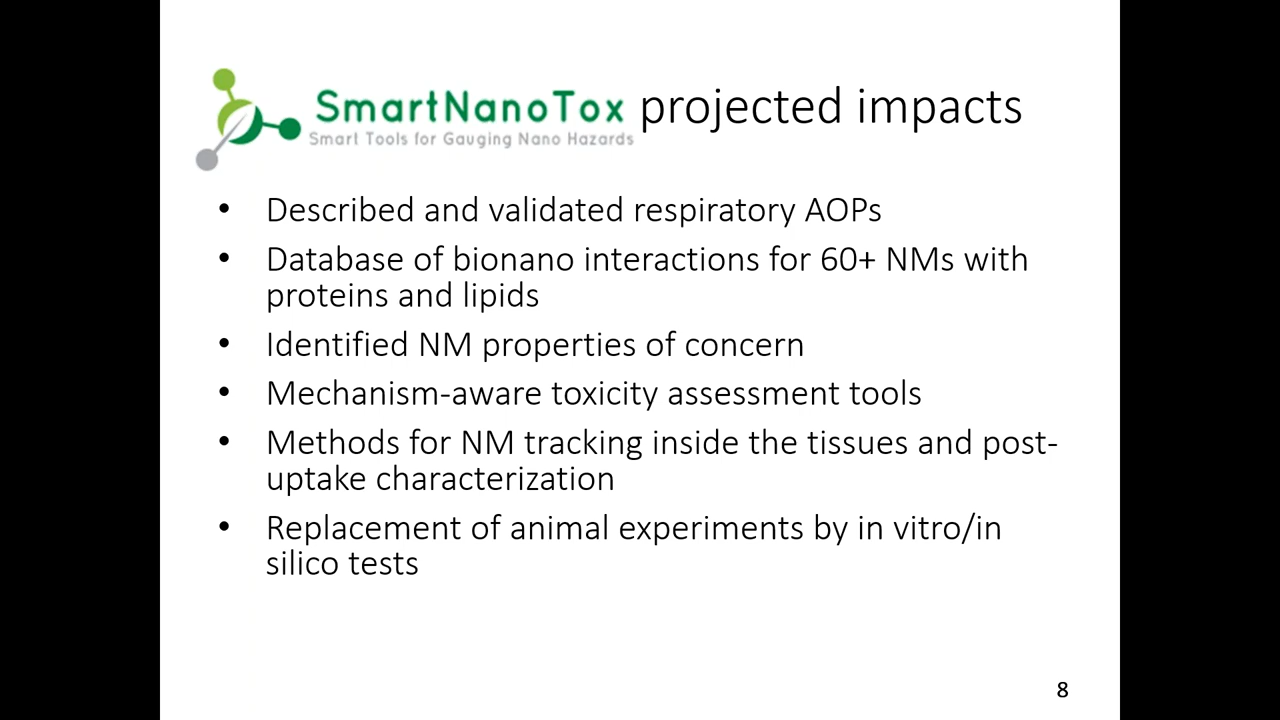 SmartNanoTox projected impacts
Smart Tools for Gauging Nano Hazards
• Described and validated respiratory AOPs
• Database of bionano interactions for 60+ NMs with
proteins and lipids
• Identified NM properties of concern
• Mechanism-aware toxicity assessment tools
• Methods for NM tracking inside the tissues and post-
uptake characterization
• Replacement of animal experiments by in vitro/in
silico tests
8